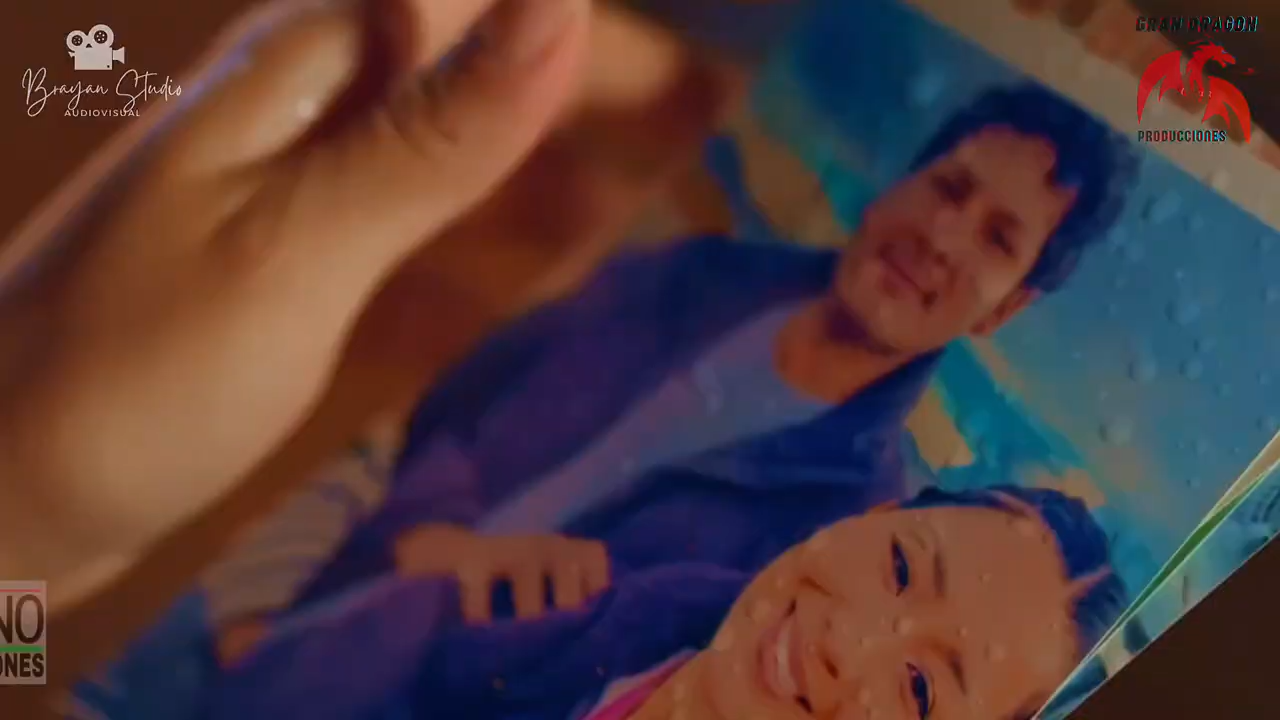 Brayan Studio
AUDIOVISUAL
GRAN DRAGON
PRODUCCIONES
NO
ONES